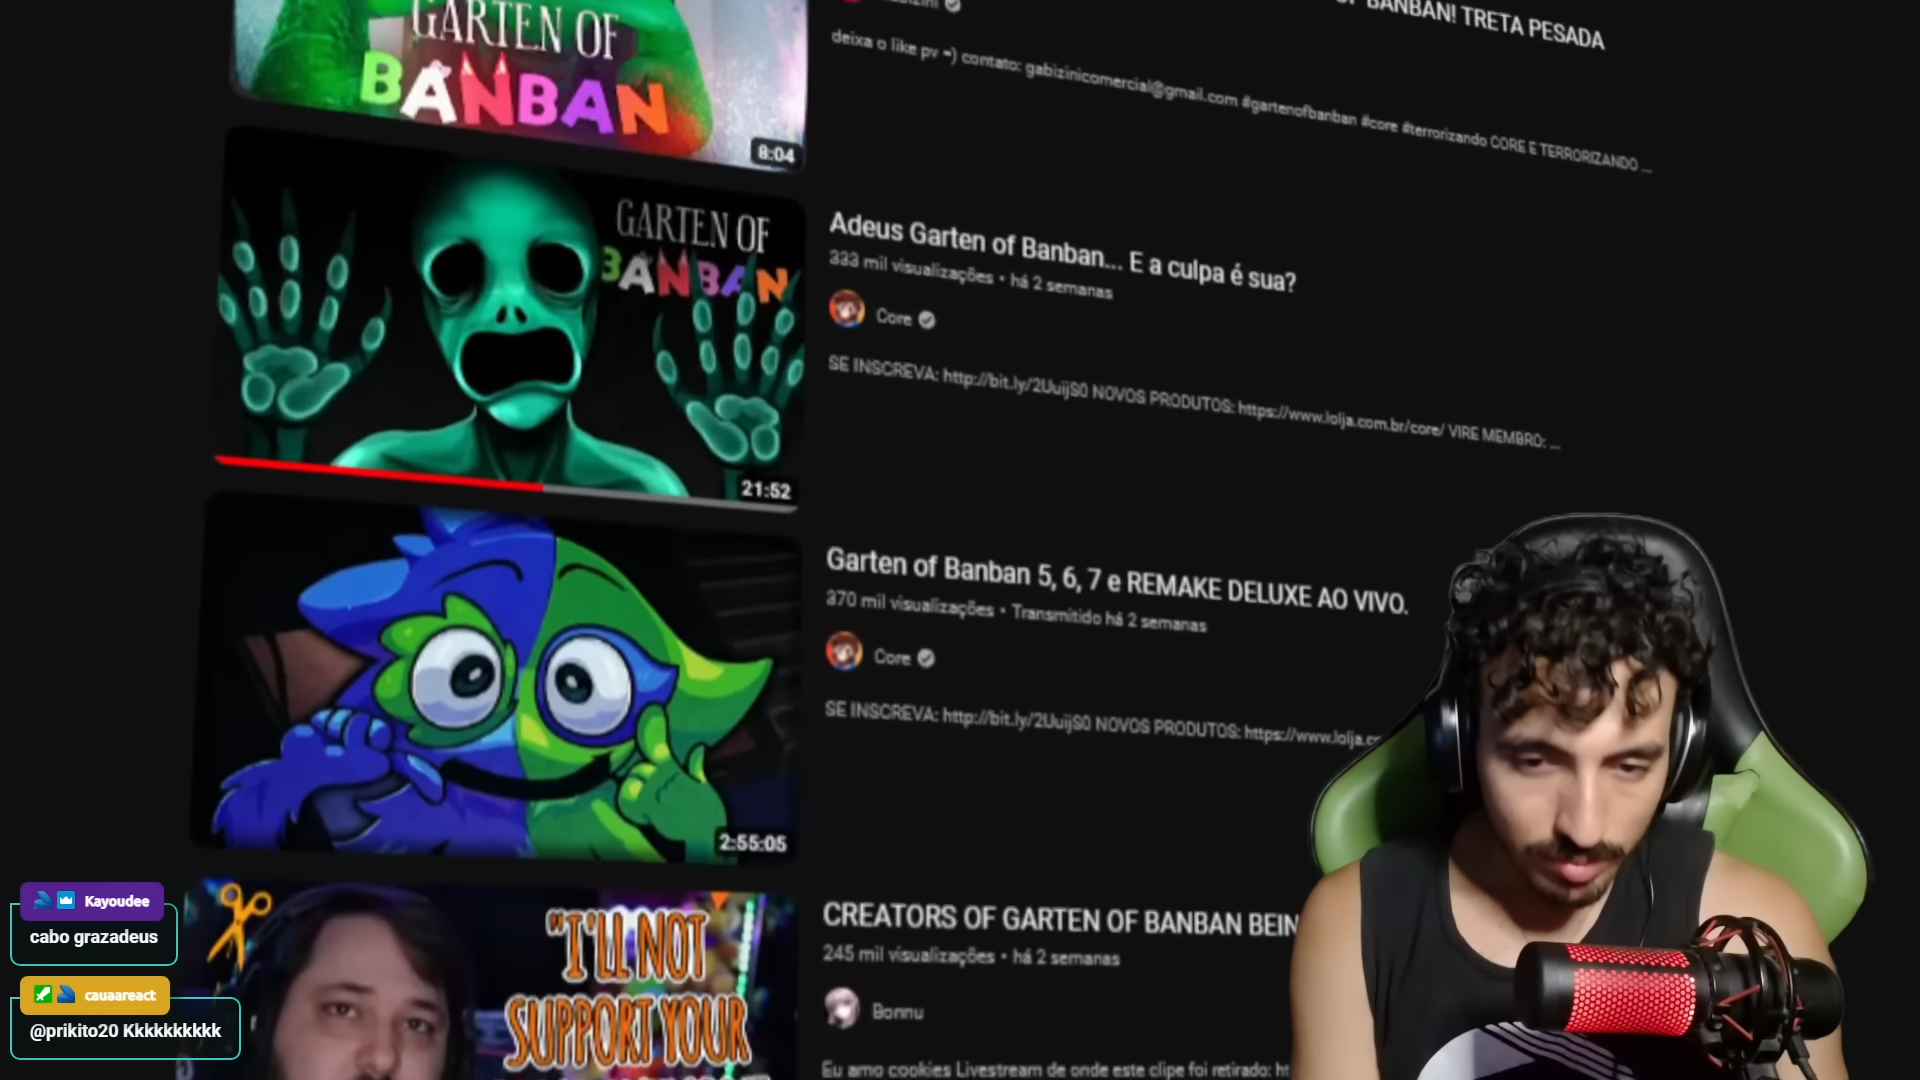 GARTEN OF
BANBAN
8:04
BANBAN! TRETA PESADA
deixa o like pv =) contato: gabizinicomercial@gmail.com #gartenofbanban #core #terrorizando CORE E TERRORIZANDO ...
GARTEN OF
BANBAN
21:52
Adeus Garten of Banban... E a culpa é sua?
333 mil visualizações • há 2 semanas
Core
SE INSCREVA: http://bit.ly/2UuijS0 NOVOS PRODUTOS: https://www.lolja.com.br/core/ VIRE MEMBRO: ...
2:55:05
Garten of Banban 5, 6, 7 e REMAKE DELUXE AO VIVO.
370 mil visualizações • Transmitido há 2 semanas
Core
SE INSCREVA: http://bit.ly/2UuijS0 NOVOS PRODUTOS: https://www.lolja.c
"I'LL NOT
SUPPORT YOUR
CREATORS OF GARTEN OF BANBAN BEIN
245 mil visualizações • há 2 semanas
Bonnu
Eu amo cookies Livestream de onde este clipe foi retirado: ht
Kayoudee
cabo grazadeus
cauaareact
@prikito20 Kkkkkkkkkk